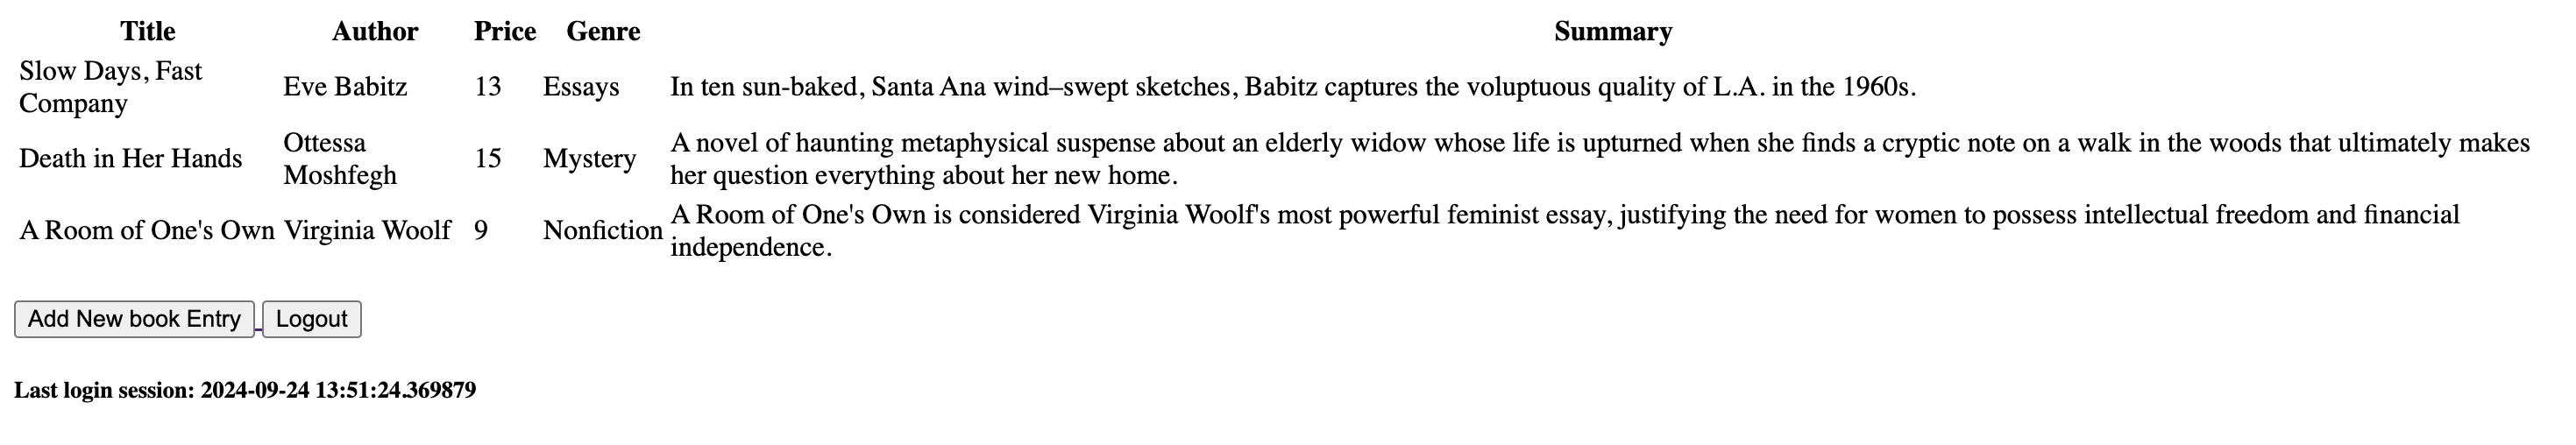 Title Author Price Genre Summary
Slow Days, Fast
Company
Eve Babitz
13
Essays
In ten sun-baked, Santa Ana wind–swept sketches, Babitz captures the voluptuous quality of L.A. in the 1960s.
Death in Her Hands
Ottessa
Moshfegh
15
Mystery
A novel of haunting metaphysical suspense about an elderly widow whose life is upturned when she finds a cryptic note on a walk in the woods that ultimately makes
her question everything about her new home.
A Room of One's Own
Virginia Woolf
9
Nonfiction
A Room of One's Own is considered Virginia Woolf's most powerful feminist essay, justifying the need for women to possess intellectual freedom and financial
independence.
Add New book Entry Logout
Last login session: 2024-09-24 13:51:24.369879